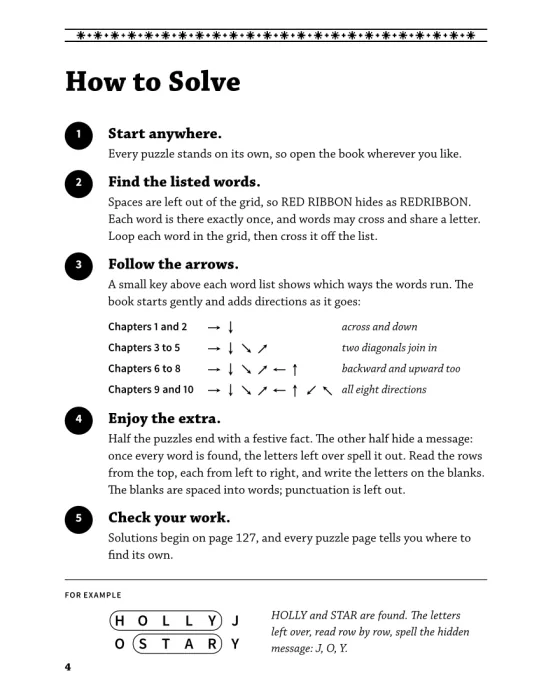 How to Solve
1 Start anywhere.
Every puzzle stands on its own, so open the book wherever you like.
2 Find the listed words.
Spaces are left out of the grid, so RED RIBBON hides as REDRIBBON.
Each word is there exactly once, and words may cross and share a letter.
Loop each word in the grid, then cross it off the list.
3 Follow the arrows.
A small key above each word list shows which ways the words run. The
book starts gently and adds directions as it goes:
Chapters 1 and 2 → ↓ across and down
Chapters 3 to 5 → ↓ ↘ ↗ two diagonals join in
Chapters 6 to 8 → ↓ ↘ ↗ ← ↑ backward and upward too
Chapters 9 and 10 → ↓ ↘ ↗ ← ↑ ↙ ↖ all eight directions
4 Enjoy the extra.
Half the puzzles end with a festive fact. The other half hide a message:
once every word is found, the letters left over spell it out. Read the rows
from the top, each from left to right, and write the letters on the blanks.
The blanks are spaced into words; punctuation is left out.
5 Check your work.
Solutions begin on page 127, and every puzzle page tells you where to
find its own.
FOR EXAMPLE
H O L L Y J
O S T A R Y
HOLLY and STAR are found. The letters
left over, read row by row, spell the hidden
message: J, O, Y.
4